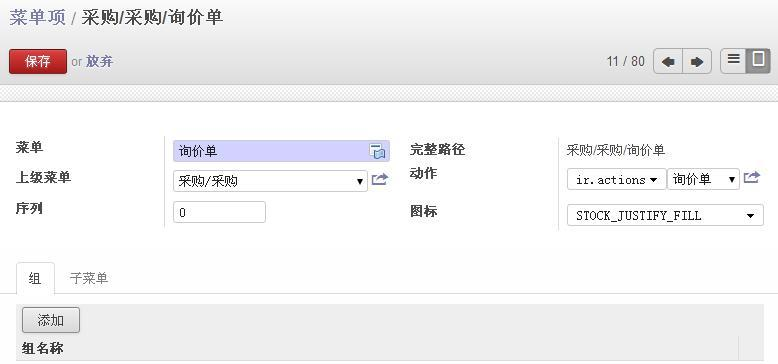 菜单项 / 采购/采购/询价单
保存 or 放弃 11 / 80
菜单 询价单 完整路径 采购/采购/询价单
上级菜单 采购/采购 动作 ir.actions 询价单
序列 0 图标 STOCK_JUSTIFY_FILL
组 子菜单
添加
组名称